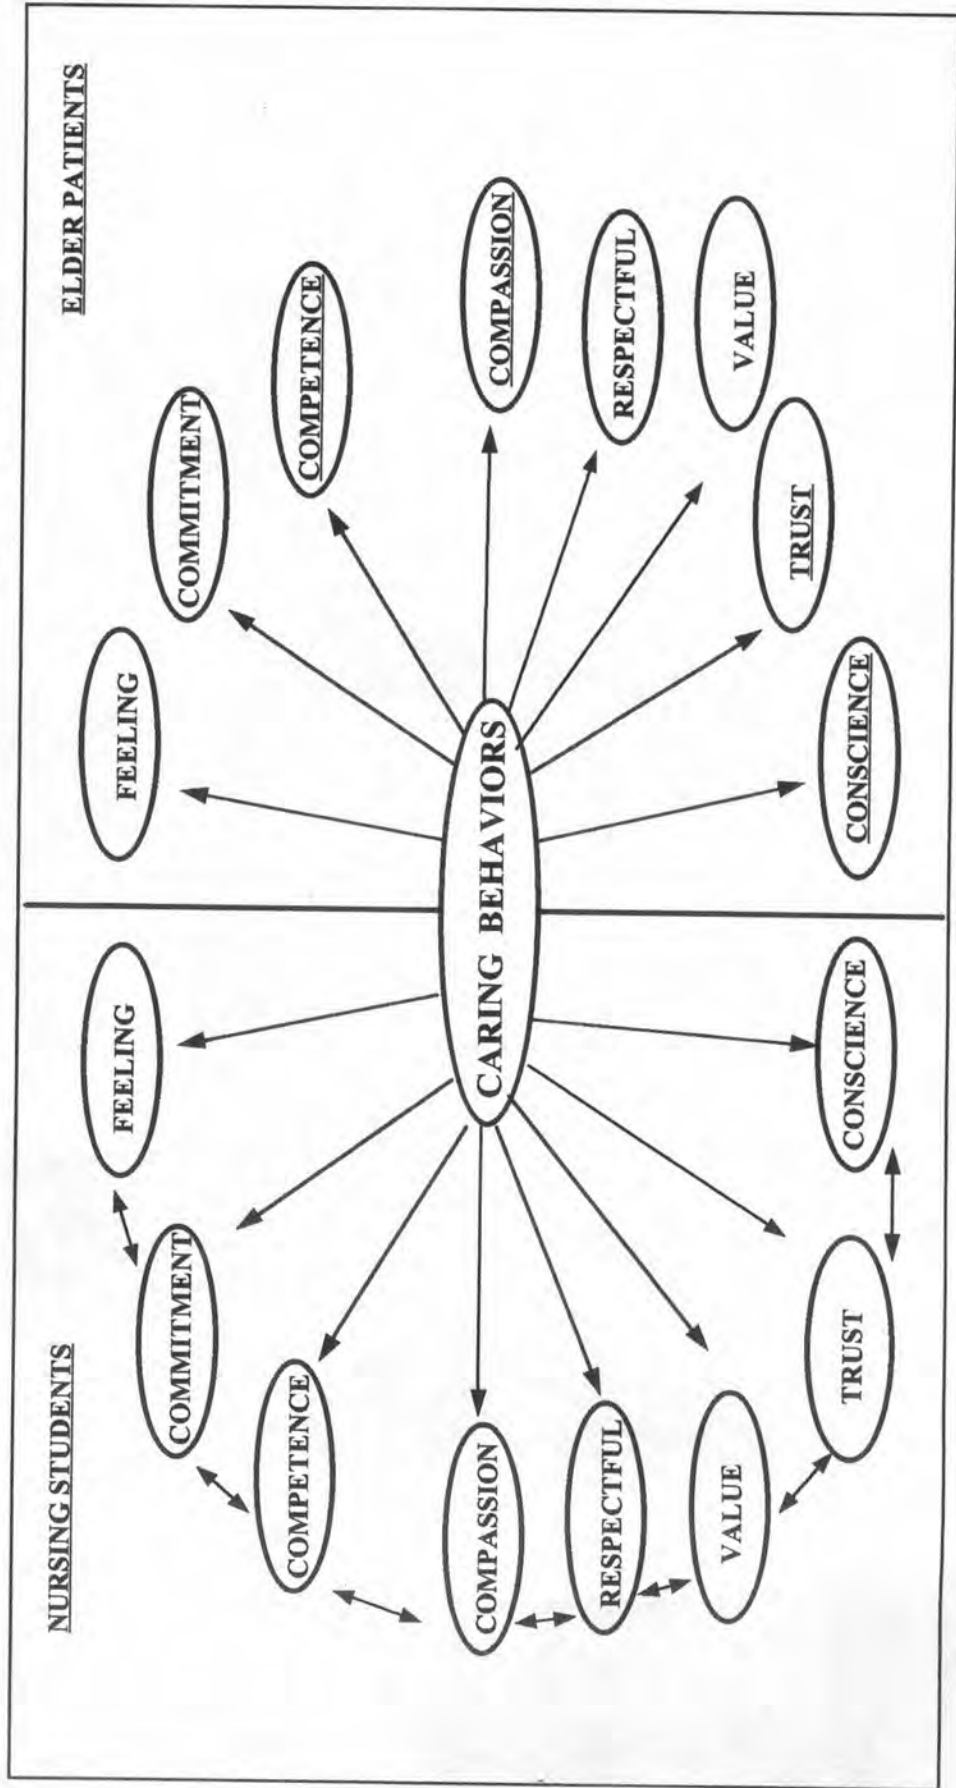 NURSING STUDENTS
ELDER PATIENTS
FEELING
COMMITMENT
COMPETENCE
COMPASSION
RESPECTFUL
VALUE
TRUST
CONSCIENCE
CARING BEHAVIORS
FEELING
COMMITMENT
COMPETENCE
COMPASSION
RESPECTFUL
VALUE
TRUST
CONSCIENCE